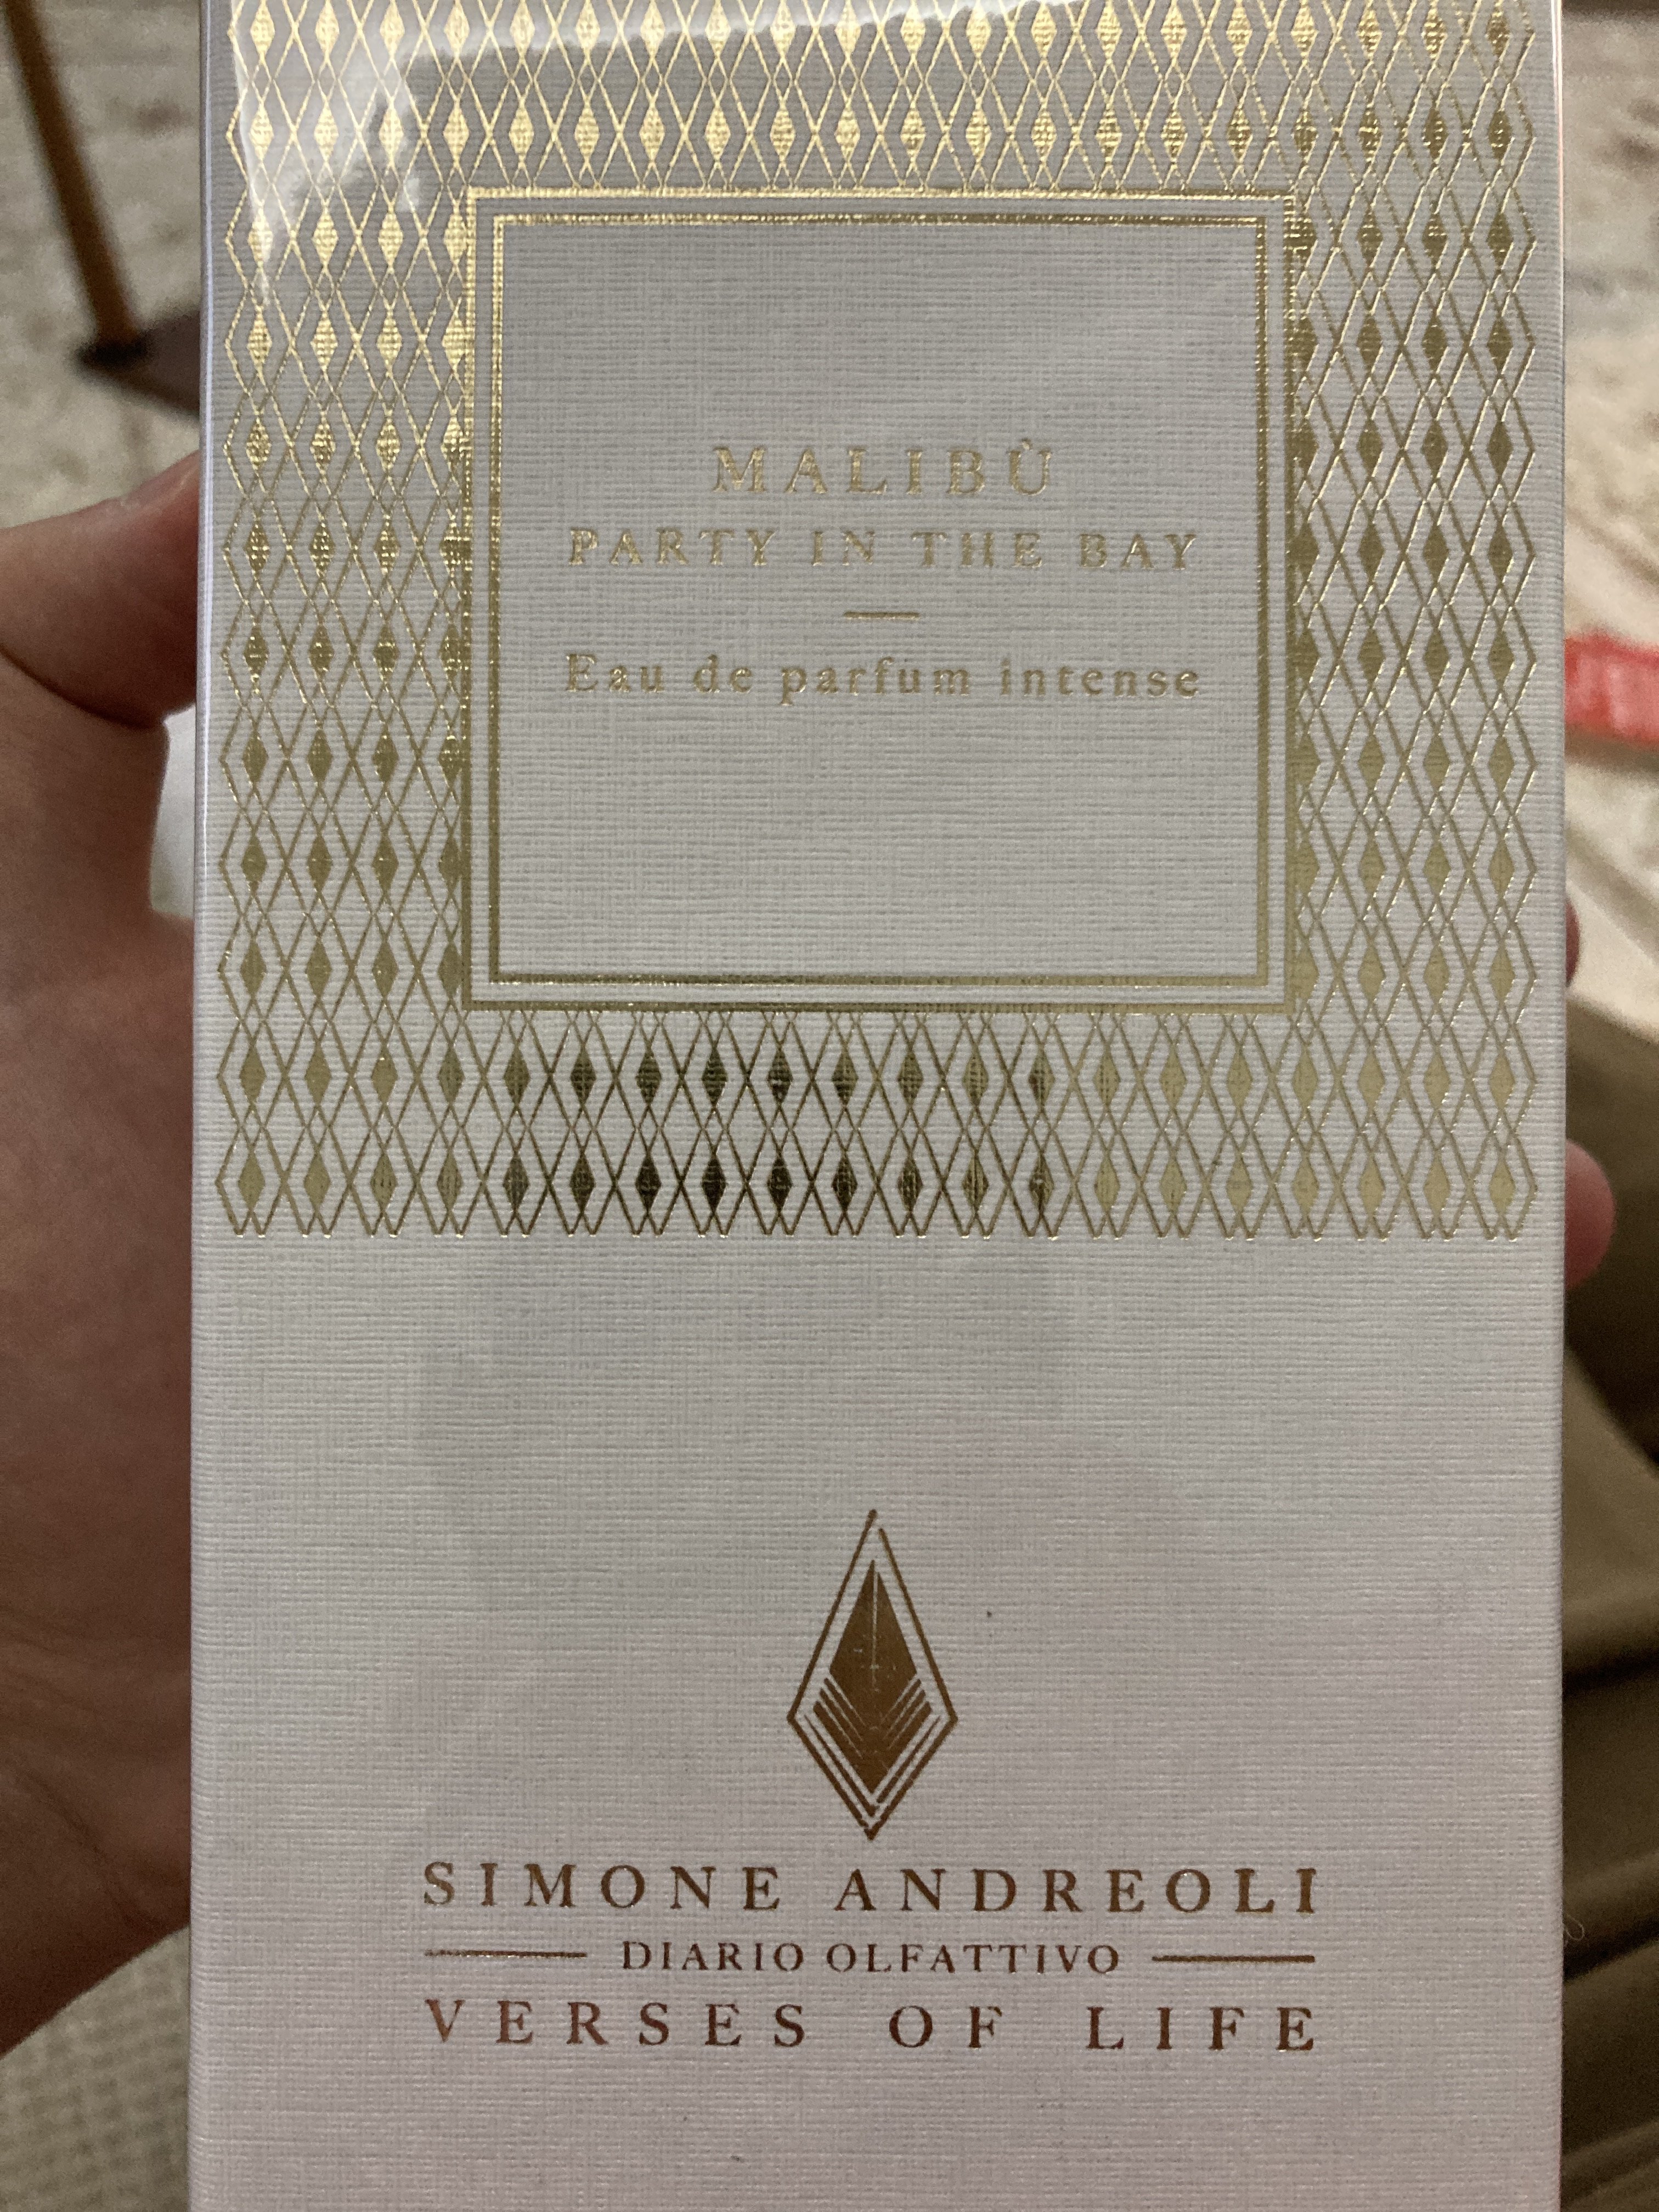 MALIBÙ
PARTY IN THE BAY
Eau de parfum intense
SIMONE ANDREOLI
DIARIO OLFATTIVO
VERSES OF LIFE